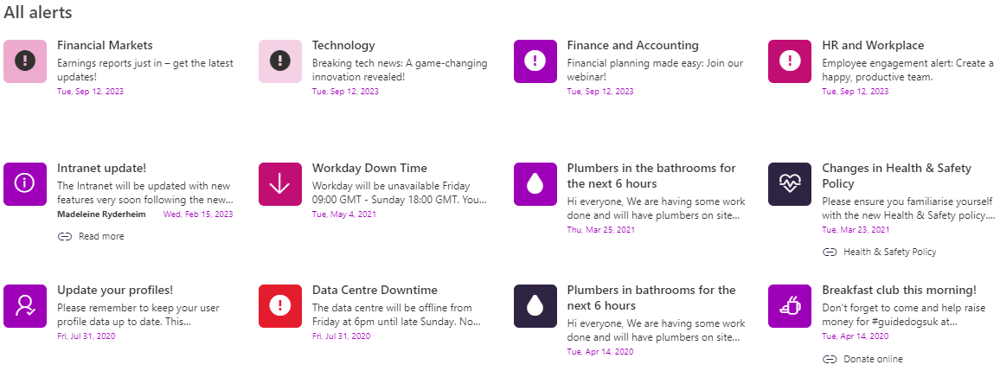 All alerts
Financial Markets
Earnings reports just in – get the latest
updates!
Tue, Sep 12, 2023
Technology
Breaking tech news: A game-changing
innovation revealed!
Tue, Sep 12, 2023
Finance and Accounting
Financial planning made easy: Join our
webinar!
Tue, Sep 12, 2023
HR and Workplace
Employee engagement alert: Create a
happy, productive team.
Tue, Sep 12, 2023
Intranet update!
The Intranet will be updated with new
features very soon following the new...
Madeleine Ryderheim Wed, Feb 15, 2023
Read more
Workday Down Time
Workday will be unavailable Friday
09:00 GMT - Sunday 18:00 GMT. You...
Tue, May 4, 2021
Plumbers in the bathrooms for
the next 6 hours
Hi everyone, We are having some work
done and will have plumbers on site...
Thu, Mar 25, 2021
Changes in Health & Safety
Policy
Please ensure you familiarise yourself
with the new Health & Safety policy....
Tue, Mar 23, 2021
Health & Safety Policy
Update your profiles!
Please remember to keep your user
profile data up to date. This...
Fri, Jul 31, 2020
Data Centre Downtime
The data centre will be offline from
Friday at 6pm until late Sunday. No...
Fri, Jul 31, 2020
Plumbers in bathrooms for the
next 6 hours
Hi everyone, We are having some work
done and will have plumbers on site...
Tue, Apr 14, 2020
Breakfast club this morning!
Don't forget to come and help raise
money for #guidedogsuk at...
Tue, Apr 14, 2020
Donate online